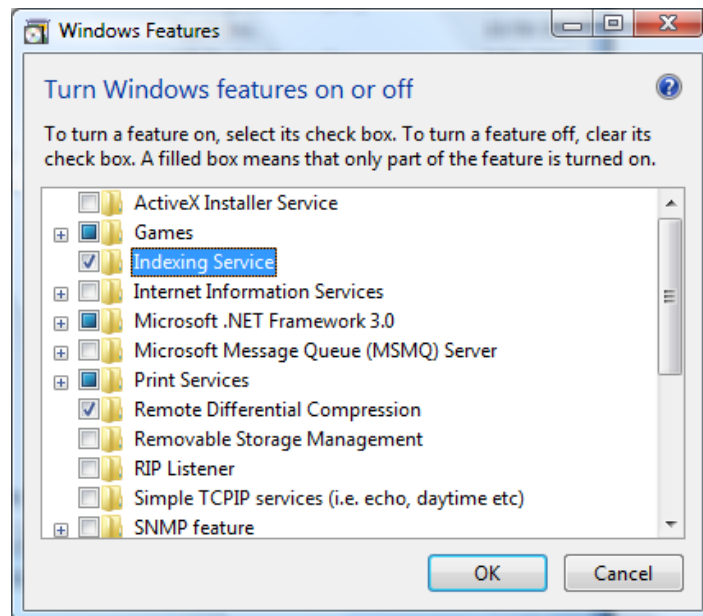 Windows Features
Turn Windows features on or off
To turn a feature on, select its check box. To turn a feature off, clear its
check box. A filled box means that only part of the feature is turned on.
ActiveX Installer Service
Games
Indexing Service
Internet Information Services
Microsoft .NET Framework 3.0
Microsoft Message Queue (MSMQ) Server
Print Services
Remote Differential Compression
Removable Storage Management
RIP Listener
Simple TCPIP services (i.e. echo, daytime etc)
SNMP feature
OK Cancel